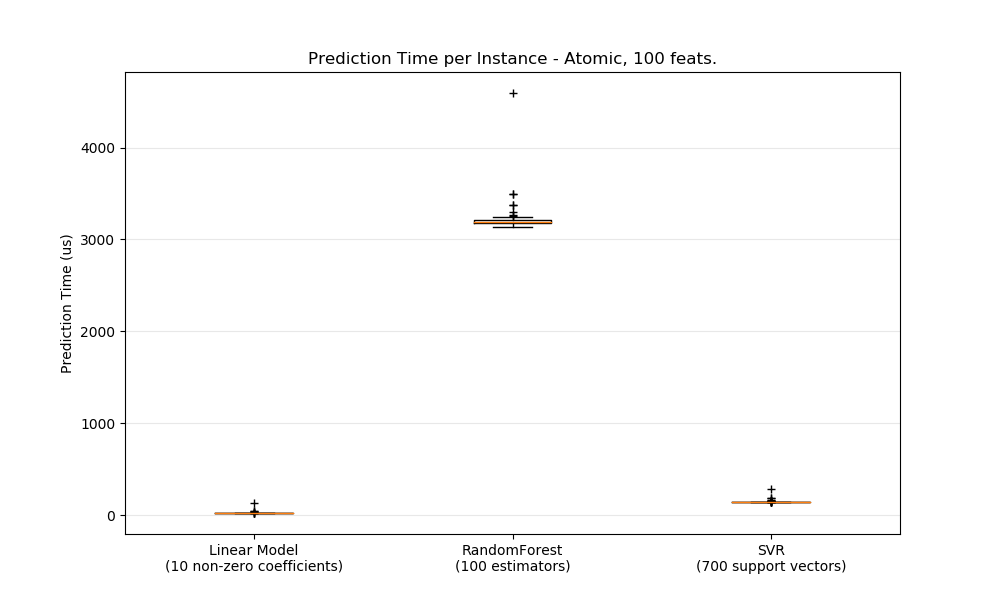 Prediction Time per Instance - Atomic, 100 feats.
Prediction Time (us)
4000
3000
2000
1000
0
Linear Model
(10 non-zero coefficients)
RandomForest
(100 estimators)
SVR
(700 support vectors)